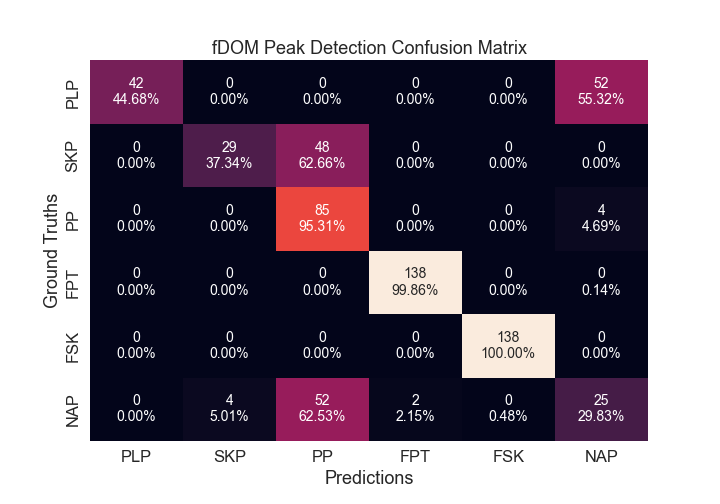 fDOM Peak Detection Confusion Matrix
Ground Truths
PLP
42 0 0 0 0 52
44.68% 0.00% 0.00% 0.00% 0.00% 55.32%
SKP
0 29 48 0 0 0
0.00% 37.34% 62.66% 0.00% 0.00% 0.00%
PP
0 0 85 0 0 4
0.00% 0.00% 95.31% 0.00% 0.00% 4.69%
FPT
0 0 0 138 0 0
0.00% 0.00% 0.00% 99.86% 0.00% 0.14%
FSK
0 0 0 0 138 0
0.00% 0.00% 0.00% 0.00% 100.00% 0.00%
NAP
0 4 52 2 0 25
0.00% 5.01% 62.53% 2.15% 0.48% 29.83%
PLP SKP PP FPT FSK NAP
Predictions